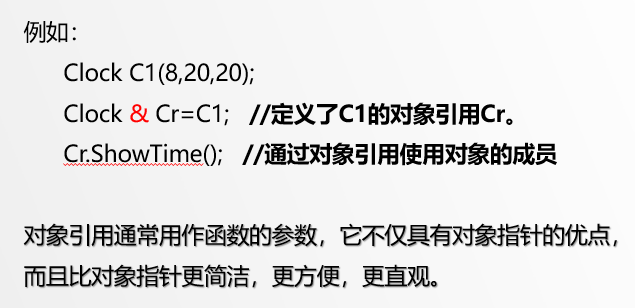 例如：
Clock C1(8,20,20);
Clock & Cr=C1;   //定义了C1的对象引用Cr。
Cr.ShowTime();   //通过对象引用使用对象的成员
对象引用通常用作函数的参数，它不仅具有对象指针的优点，
而且比对象指针更简洁，更方便，更直观。